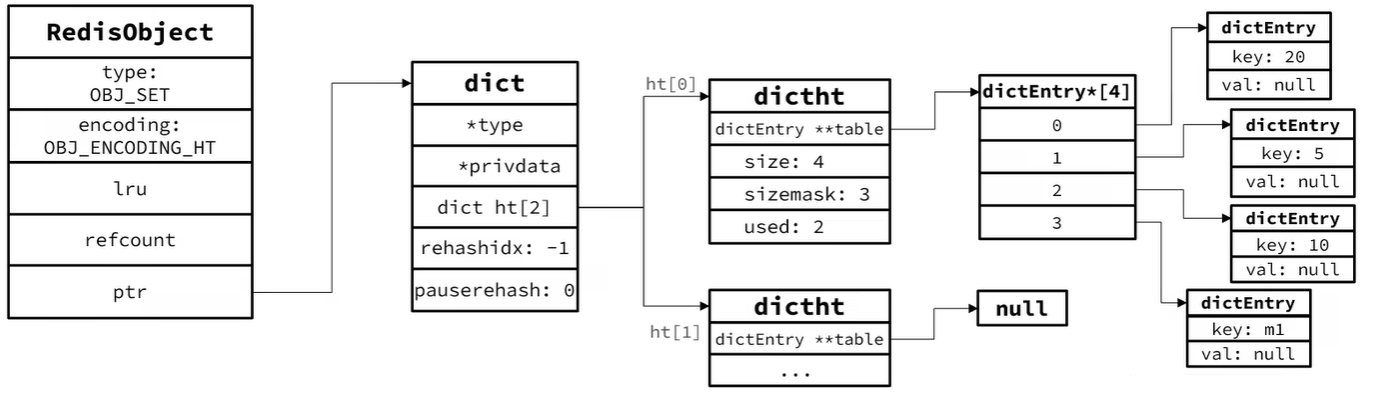 RedisObject
type:
OBJ_SET
encoding:
OBJ_ENCODING_HT
lru
refcount
ptr
dict
*type
*privdata
dict ht[2]
rehashidx: -1
pauserehash: 0
ht[0]
dictht
dictEntry **table
size: 4
sizemask: 3
used: 2
ht[1]
dictht
dictEntry **table
...
dictEntry*[4]
0
1
2
3
null
dictEntry
key: 20
val: null
dictEntry
key: 5
val: null
dictEntry
key: 10
val: null
dictEntry
key: m1
val: null